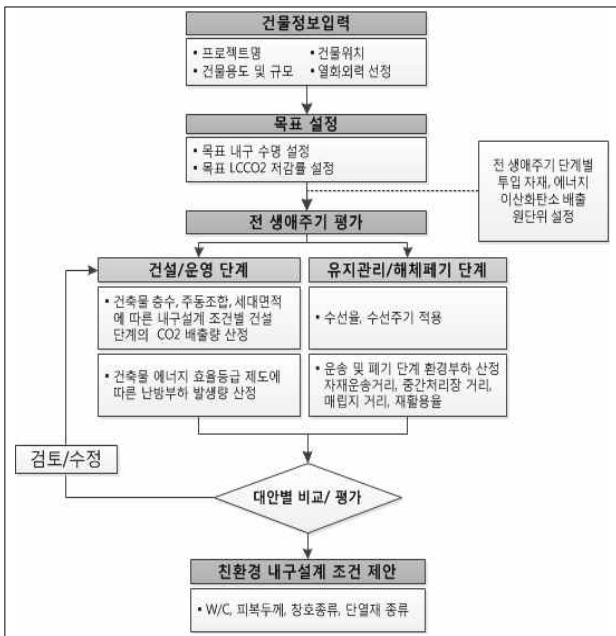 건물정보입력
▪ 프로젝트명 ▪ 건물위치
▪ 건물용도 및 규모 ▪ 열화외력 선정
목표 설정
▪ 목표 내구 수명 설정
▪ 목표 LCCO2 저감률 설정
전 생애주기 단계별
투입 자재, 에너지
이산화탄소 배출
원단위 설정
전 생애주기 평가
건설/운영 단계
▪ 건축물 층수, 주동조합, 세대면적
에 따른 내구설계 조건별 건설
단계의 CO2 배출량 산정
▪ 건축물 에너지 효율등급 제도에
따른 난방부하 발생량 산정
유지관리/해체폐기 단계
▪ 수선율, 수선주기 적용
▪ 운송 및 폐기 단계 환경부하 산정
자재운송거리, 중간처리장 거리,
매립지 거리, 재활용율
검토/수정
대안별 비교/ 평가
친환경 내구설계 조건 제안
▪ W/C, 피복두께, 창호종류, 단열재 종류